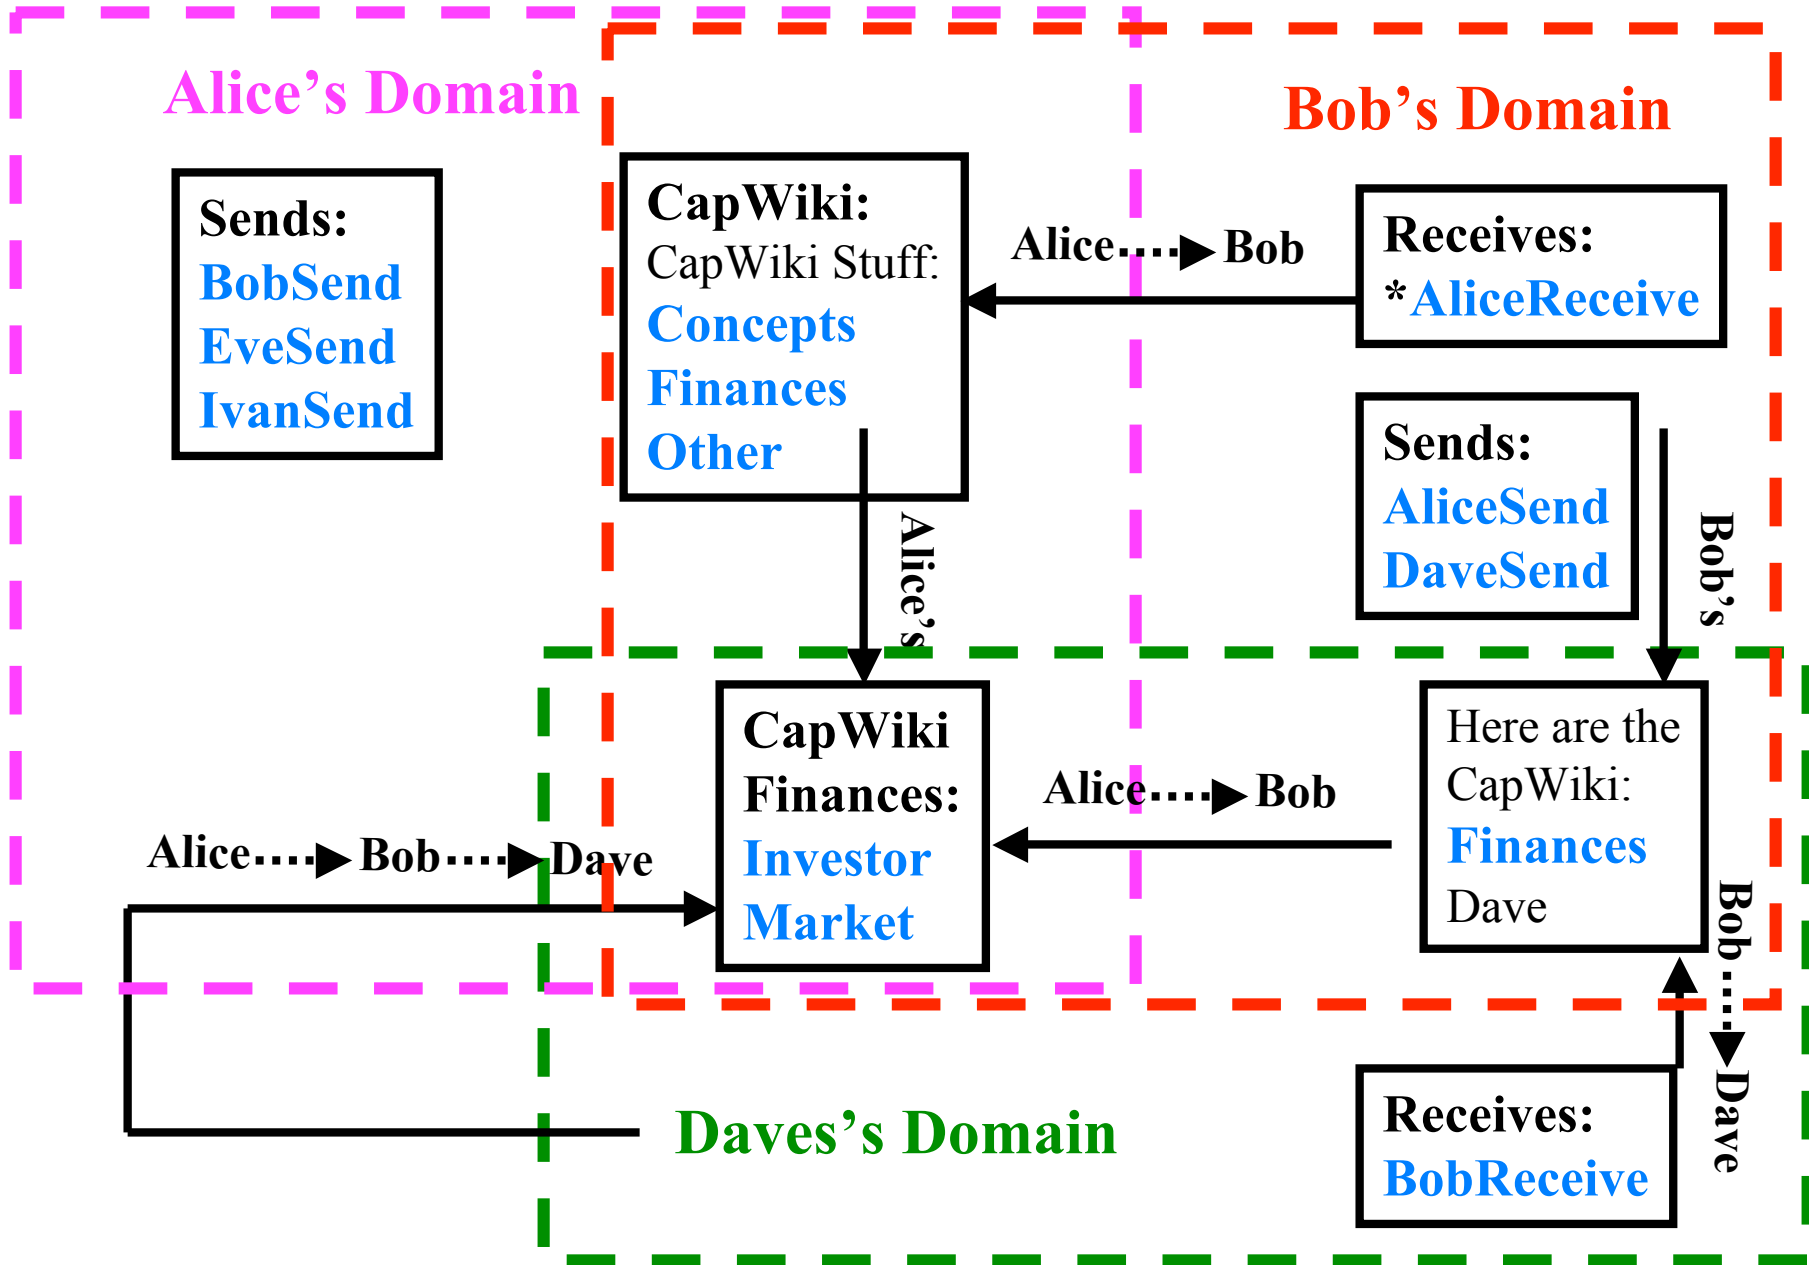 Alice’s Domain
Bob’s Domain
Sends:
BobSend
EveSend
IvanSend
CapWiki:
CapWiki Stuff:
Concepts
Finances
Other
Alice Bob
Receives:
*AliceReceive
Sends:
AliceSend
DaveSend
Alice’s
Bob’s
CapWiki
Finances:
Investor
Market
Alice Bob
Here are the
CapWiki:
Finances
Dave
Alice Bob Dave
Bob Dave
Daves’s Domain
Receives:
BobReceive